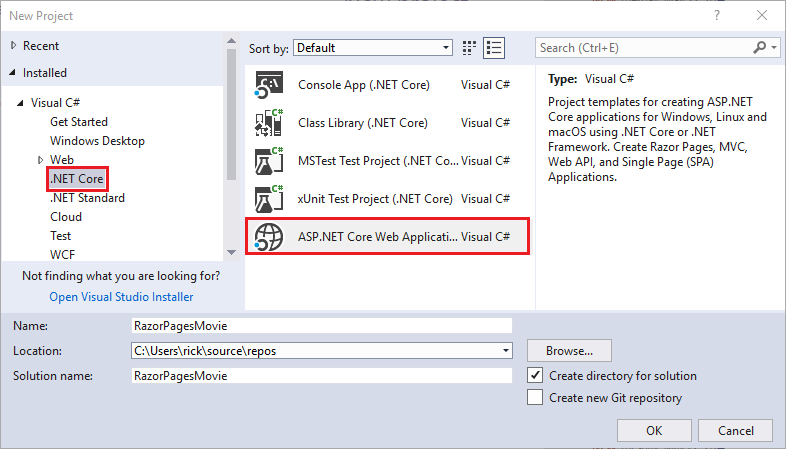 New Project
Recent
Installed
Visual C#
Get Started
Windows Desktop
Web
.NET Core
.NET Standard
Cloud
Test
WCF
Not finding what you are looking for?
Open Visual Studio Installer
Sort by: Default
Console App (.NET Core) Visual C#
Class Library (.NET Core) Visual C#
MSTest Test Project (.NET Co... Visual C#
xUnit Test Project (.NET Core) Visual C#
ASP.NET Core Web Applicati... Visual C#
Search (Ctrl+E)
Type: Visual C#
Project templates for creating ASP.NET
Core applications for Windows, Linux and
macOS using .NET Core or .NET
Framework. Create Razor Pages, MVC,
Web API, and Single Page (SPA)
Applications.
Name: RazorPagesMovie
Location: C:\Users\rick\source\repos Browse...
Solution name: RazorPagesMovie
Create directory for solution
Create new Git repository
OK Cancel